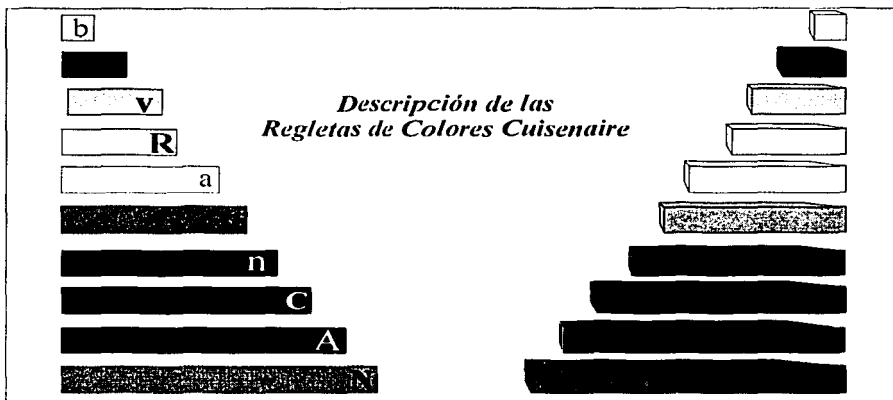 b
v
Descripción de las
Regletas de Colores Cuisenaire
R
a
n
C
A
N